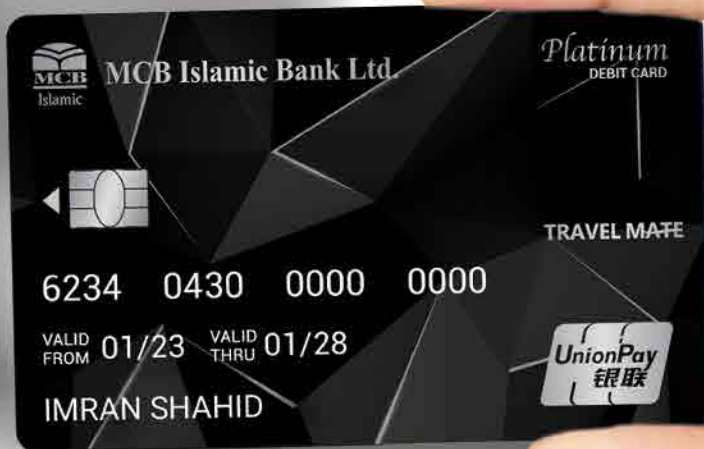 MCB Islamic Bank Ltd.
MCB
Islamic
Platinum
DEBIT CARD
TRAVEL MATE
6234 0430 0000 0000
VALID FROM 01/23 VALID THRU 01/28
IMRAN SHAHID
UnionPay
银联